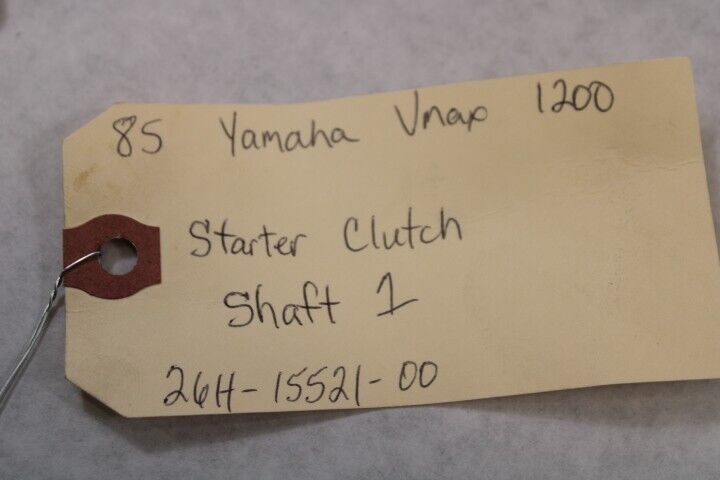 85 Yamaha Vmax 1200
Starter Clutch
Shaft 1
26H-15521-00